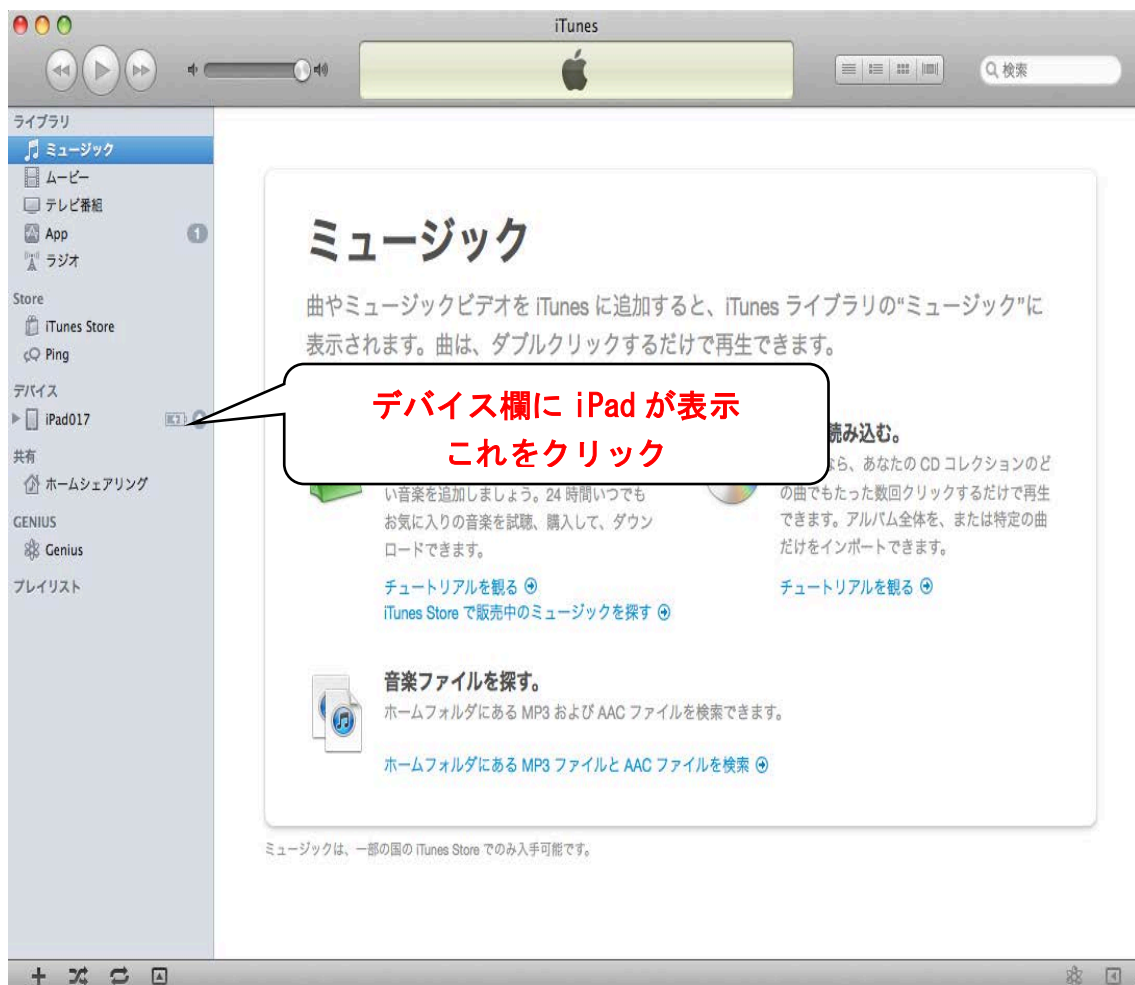 iTunes
検索
ライブラリ
ミュージック
ムービー
テレビ番組
App
1
ラジオ
Store
iTunes Store
Ping
デバイス
iPad017
共有
ホームシェアリング
GENIUS
Genius
プレイリスト
ミュージック
曲やミュージックビデオを iTunes に追加すると、iTunes ライブラリの“ミュージック”に
表示されます。曲は、ダブルクリックするだけで再生できます。
デバイス欄に iPad が表示
これをクリック
い音楽を追加しましょう。24 時間いつでも
お気に入りの音楽を試聴、購入して、ダウン
ロードできます。
チュートリアルを観る
iTunes Store で販売中のミュージックを探す
読み込む。
なら、あなたの CD コレクションのど
の曲でもたった数回クリックするだけで再生
できます。アルバム全体を、または特定の曲
だけをインポートできます。
チュートリアルを観る
音楽ファイルを探す。
ホームフォルダにある MP3 および AAC ファイルを検索できます。
ホームフォルダにある MP3 ファイルと AAC ファイルを検索
ミュージックは、一部の国の iTunes Store でのみ入手可能です。